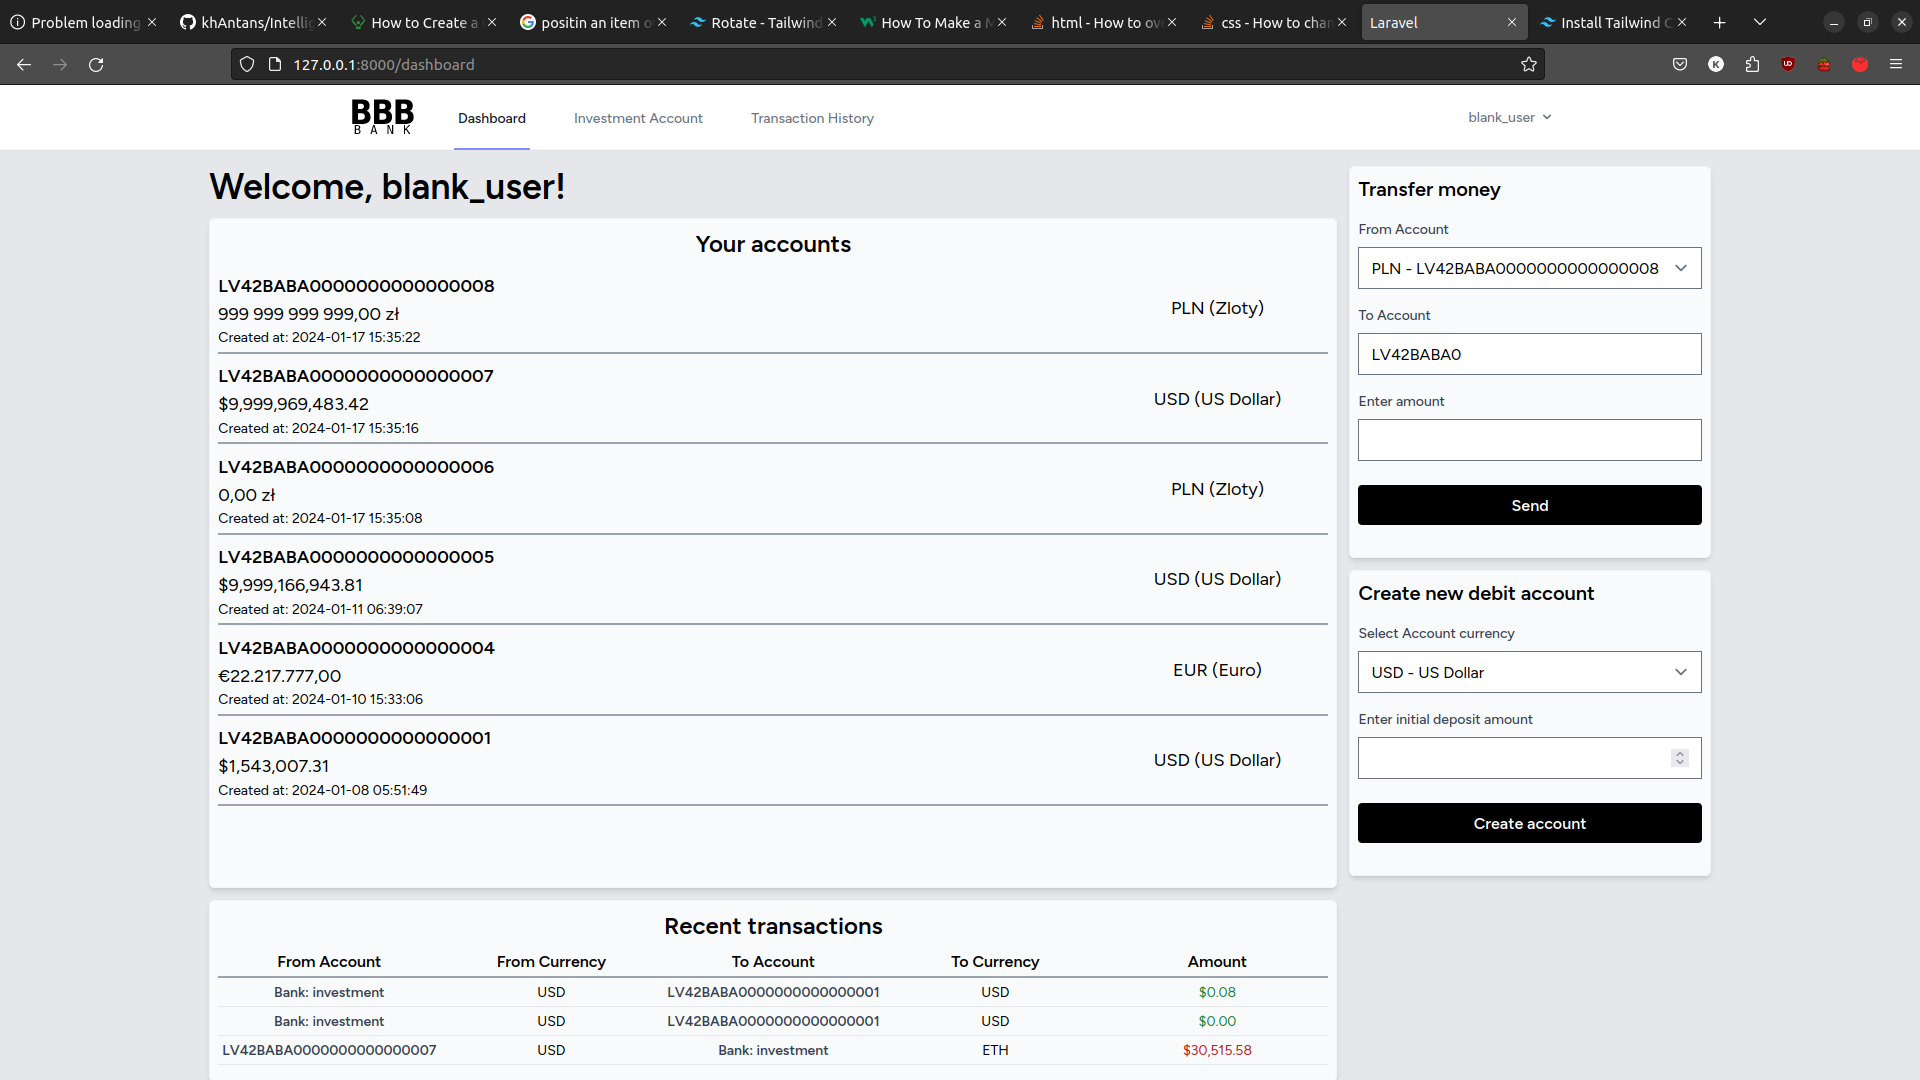 Problem loading
khAntans/Intellig
How to Create a
positin an item o
Rotate - Tailwind
How To Make a M
html - How to ov
css - How to chan
Laravel
Install Tailwind C
127.0.0.1:8000/dashboard
BBB
BANK
Dashboard
Investment Account
Transaction History
blank_user
Welcome, blank_user!
Your accounts
LV42BABA0000000000000008
999 999 999 999,00 zł
Created at: 2024-01-17 15:35:22
PLN (Zloty)
LV42BABA0000000000000007
$9,999,969,483.42
Created at: 2024-01-17 15:35:16
USD (US Dollar)
LV42BABA0000000000000006
0,00 zł
Created at: 2024-01-17 15:35:08
PLN (Zloty)
LV42BABA0000000000000005
$9,999,166,943.81
Created at: 2024-01-11 06:39:07
USD (US Dollar)
LV42BABA0000000000000004
€22.217.777,00
Created at: 2024-01-10 15:33:06
EUR (Euro)
LV42BABA0000000000000001
$1,543,007.31
Created at: 2024-01-08 05:51:49
USD (US Dollar)
Transfer money
From Account
PLN - LV42BABA0000000000000008
To Account
LV42BABA0
Enter amount
Send
Create new debit account
Select Account currency
USD - US Dollar
Enter initial deposit amount
Create account
Recent transactions
From Account From Currency To Account To Currency Amount
Bank: investment USD LV42BABA0000000000000001 USD $0.08
Bank: investment USD LV42BABA0000000000000001 USD $0.00
LV42BABA0000000000000007 USD Bank: investment ETH $30,515.58